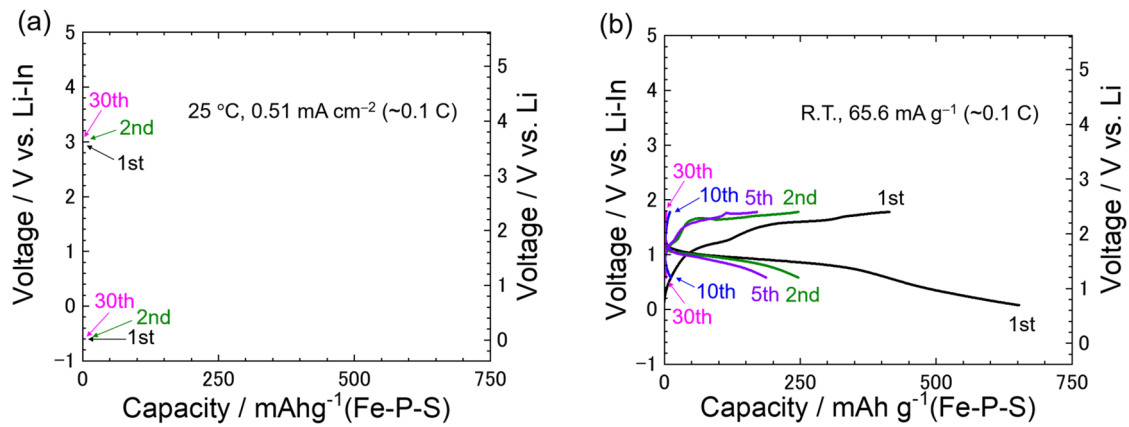 (a)
Voltage / V vs. Li-In
5
4
3
2
1
0
−1
30th
2nd
1st
25 °C, 0.51 mA cm−2 (~0.1 C)
30th
2nd
1st
0
250
500
750
Capacity / mAhg-1(Fe-P-S)
5
4
3
2
1
0
Voltage / V vs. Li
(b)
Voltage / V vs. Li-In
5
4
3
2
1
0
−1
R.T., 65.6 mA g−1 (~0.1 C)
30th
10th
5th
2nd
1st
10th
5th
2nd
30th
1st
0
250
500
750
Capacity / mAh g-1(Fe-P-S)
5
4
3
2
1
0
Voltage / V vs. Li